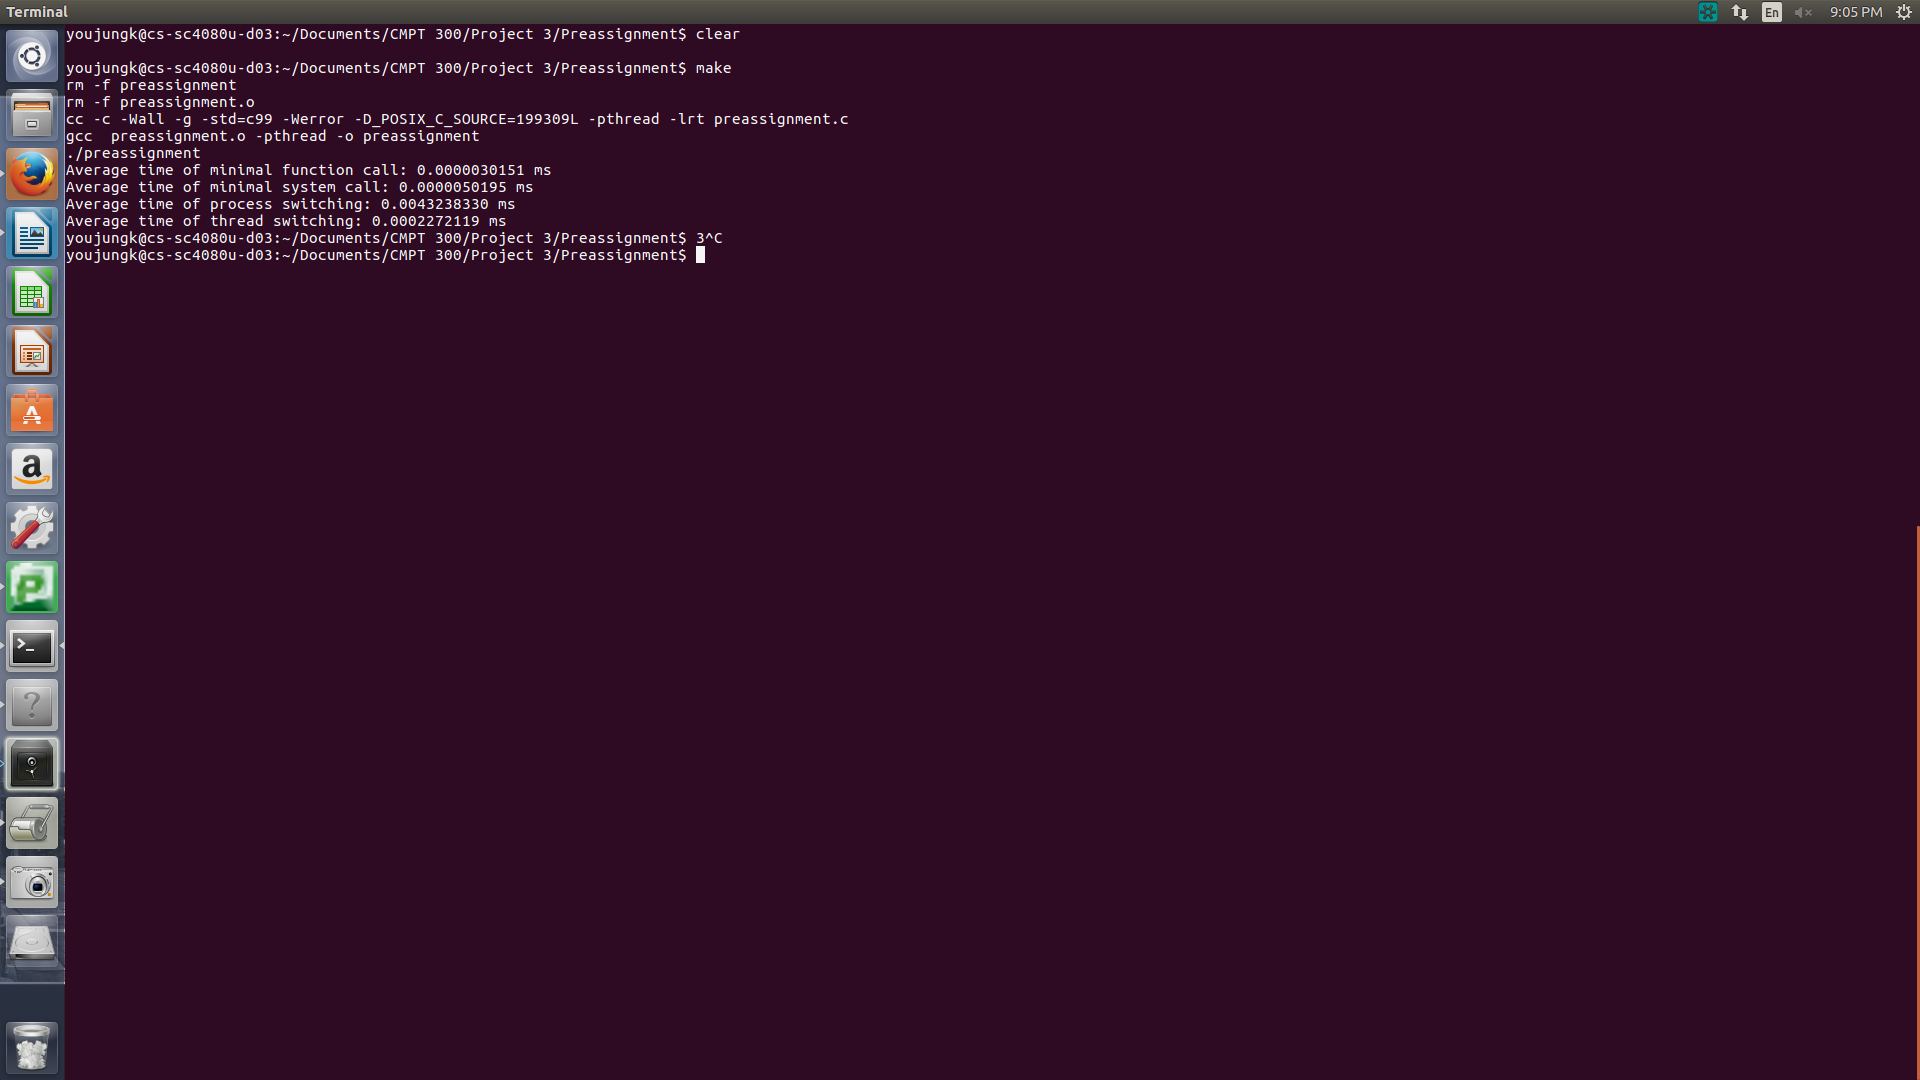 Terminal
En
9:05 PM
youjungk@cs-sc4080u-d03:~/Documents/CMPT 300/Project 3/Preassignment$ clear
youjungk@cs-sc4080u-d03:~/Documents/CMPT 300/Project 3/Preassignment$ make
rm -f preassignment
rm -f preassignment.o
cc -c -Wall -g -std=c99 -Werror -D_POSIX_C_SOURCE=199309L -pthread -lrt preassignment.c
gcc  preassignment.o -pthread -o preassignment
./preassignment
Average time of minimal function call: 0.0000030151 ms
Average time of minimal system call: 0.0000050195 ms
Average time of process switching: 0.0043238330 ms
Average time of thread switching: 0.0002272119 ms
youjungk@cs-sc4080u-d03:~/Documents/CMPT 300/Project 3/Preassignment$ 3^C
youjungk@cs-sc4080u-d03:~/Documents/CMPT 300/Project 3/Preassignment$